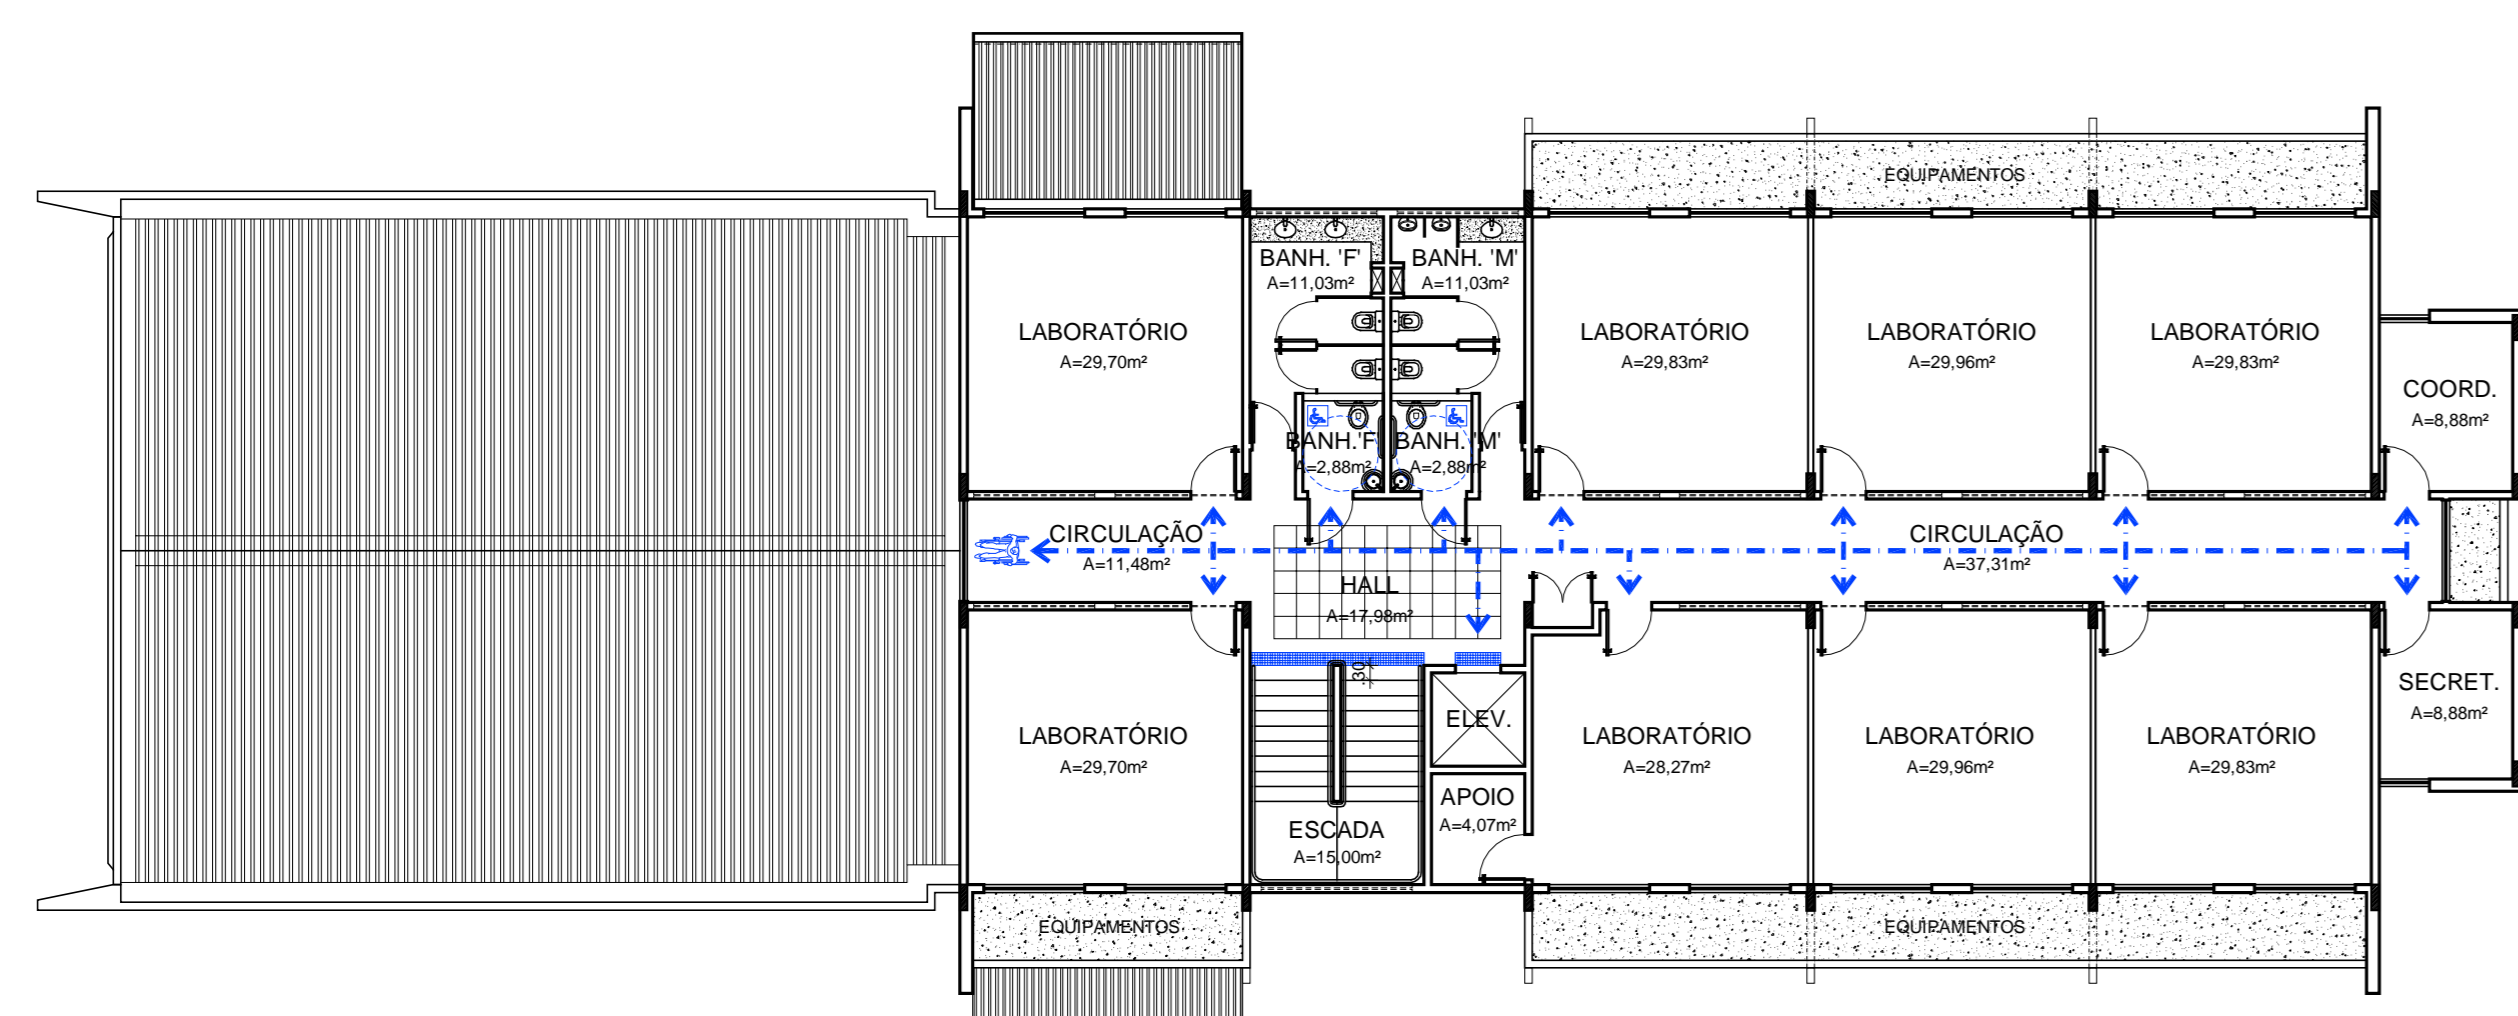 EQUIPAMENTOS
BANH. 'F'
A=11,03m²
BANH. 'M'
A=11,03m²
LABORATÓRIO
A=29,70m²
LABORATÓRIO
A=29,83m²
LABORATÓRIO
A=29,96m²
LABORATÓRIO
A=29,83m²
COORD.
A=8,88m²
BANH.'F'
A=2,88m²
BANH. 'M'
A=2,88m²
CIRCULAÇÃO
A=11,48m²
CIRCULAÇÃO
A=37,31m²
HALL
A=17,98m²
.30
SECRET.
A=8,88m²
ELEV.
LABORATÓRIO
A=29,70m²
LABORATÓRIO
A=28,27m²
LABORATÓRIO
A=29,96m²
LABORATÓRIO
A=29,83m²
APOIO
A=4,07m²
ESCADA
A=15,00m²
EQUIPAMENTOS
EQUIPAMENTOS